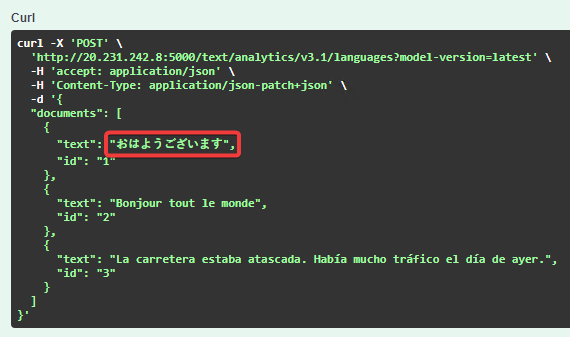 Curl
curl -X 'POST' \
'http://20.231.242.8:5000/text/analytics/v3.1/languages?model-version=latest' \
-H 'accept: application/json' \
-H 'Content-Type: application/json-patch+json' \
-d '{
"documents": [
{
"text": "おはようございます",
"id": "1"
},
{
"text": "Bonjour tout le monde",
"id": "2"
},
{
"text": "La carretera estaba atascada. Había mucho tráfico el día de ayer.",
"id": "3"
}
]
}'